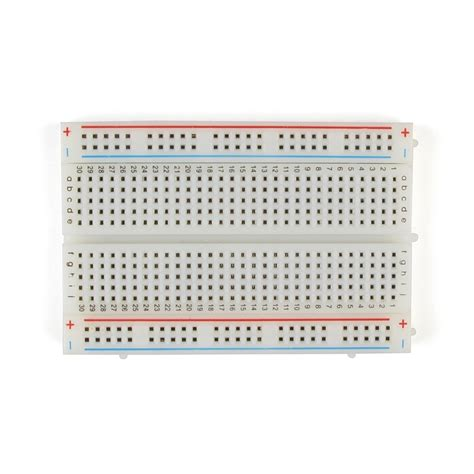 + +
− −
30 29 28 27 26 25 24 23 22 21 20 19 18 17 16 15 14 13 12 11 10 9 8 7 6 5 4 3 2 1
a a
b b
c c
d d
e e
f f
g g
h h
i i
j j
30 29 28 27 26 25 24 23 22 21 20 19 18 17 16 15 14 13 12 11 10 9 8 7 6 5 4 3 2 1
+ +
− −